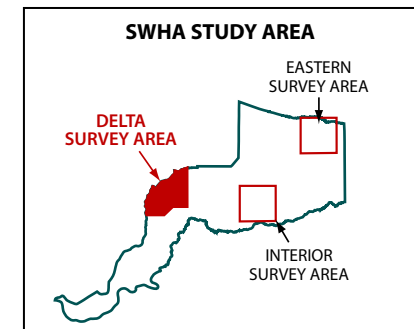 SWHA STUDY AREA
EASTERN
SURVEY AREA
DELTA
SURVEY AREA
INTERIOR
SURVEY AREA